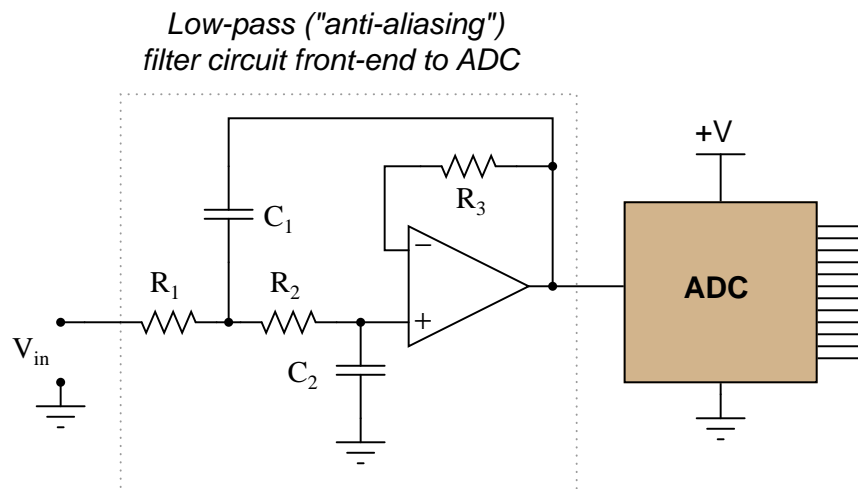 Low-pass ("anti-aliasing")
filter circuit front-end to ADC
+V
R3
C1
−
ADC
R1
R2
+
Vin
C2